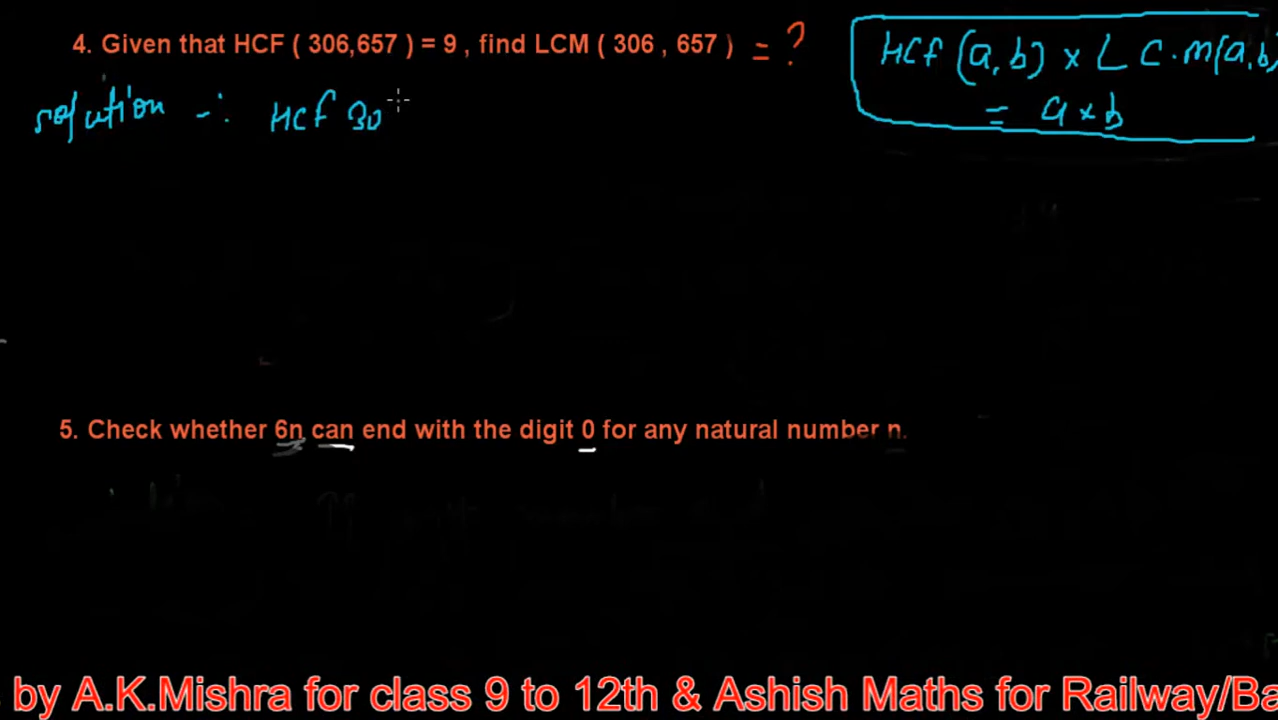 4. Given that HCF ( 306,657 ) = 9 , find LCM ( 306 , 657 ) = ?
HCf (a, b) × L C.M(a,b)
= a × b
solution -: HCf 30
5. Check whether 6n can end with the digit 0 for any natural number n.
by A.K.Mishra for class 9 to 12th & Ashish Maths for Railway/Ba